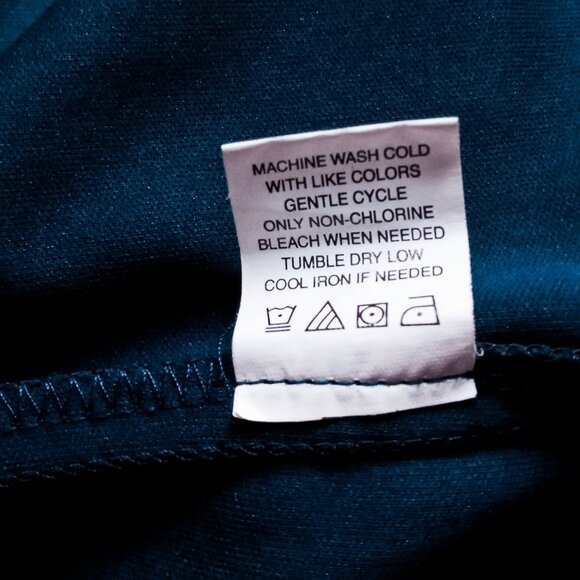 MACHINE WASH COLD
WITH LIKE COLORS
GENTLE CYCLE
ONLY NON-CHLORINE
BLEACH WHEN NEEDED
TUMBLE DRY LOW
COOL IRON IF NEEDED